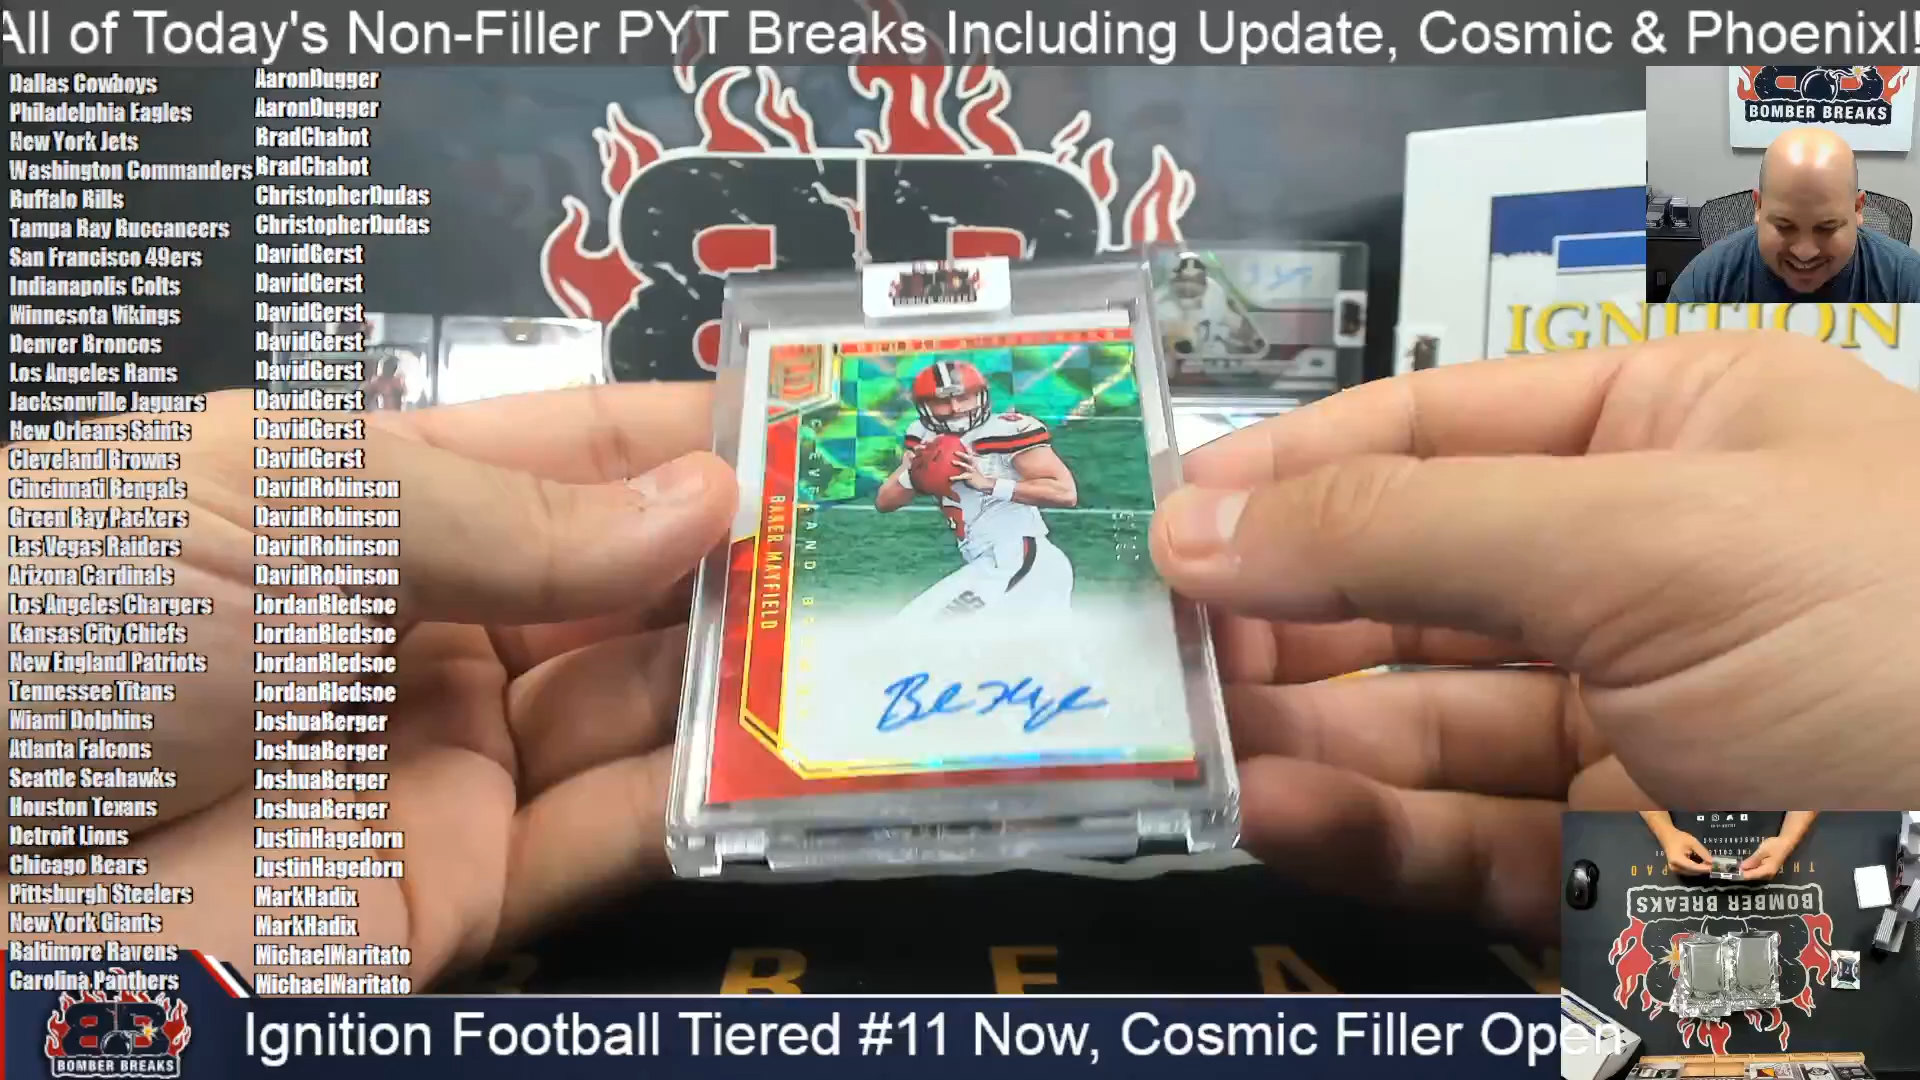 All of Today's Non-Filler PYT Breaks Including Update, Cosmic & Phoenix!!
Dallas Cowboys AaronDugger
Philadelphia Eagles AaronDugger
New York Jets BradChabot
Washington Commanders BradChabot
Buffalo Bills ChristopherDudas
Tampa Bay Buccaneers ChristopherDudas
San Francisco 49ers DavidGerst
Indianapolis Colts DavidGerst
Minnesota Vikings DavidGerst
Denver Broncos DavidGerst
Los Angeles Rams DavidGerst
Jacksonville Jaguars DavidGerst
New Orleans Saints DavidGerst
Cleveland Browns DavidGerst
Cincinnati Bengals DavidRobinson
Green Bay Packers DavidRobinson
Las Vegas Raiders DavidRobinson
Arizona Cardinals DavidRobinson
Los Angeles Chargers JordanBledsoe
Kansas City Chiefs JordanBledsoe
New England Patriots JordanBledsoe
Tennessee Titans JordanBledsoe
Miami Dolphins JoshuaBerger
Atlanta Falcons JoshuaBerger
Seattle Seahawks JoshuaBerger
Houston Texans JoshuaBerger
Detroit Lions JustinHagedorn
Chicago Bears JustinHagedorn
Pittsburgh Steelers MarkHadix
New York Giants MarkHadix
Baltimore Ravens MichaelMaritato
Carolina Panthers MichaelMaritato
BOMBER BREAKS
IGNITION
BOMBER BREAKS
BAKER MAYFIELD
CLEVELAND BROWNS
BOMBER BREAKS
BOMBER BREAKS
Ignition Football Tiered #11 Now, Cosmic Filler Open